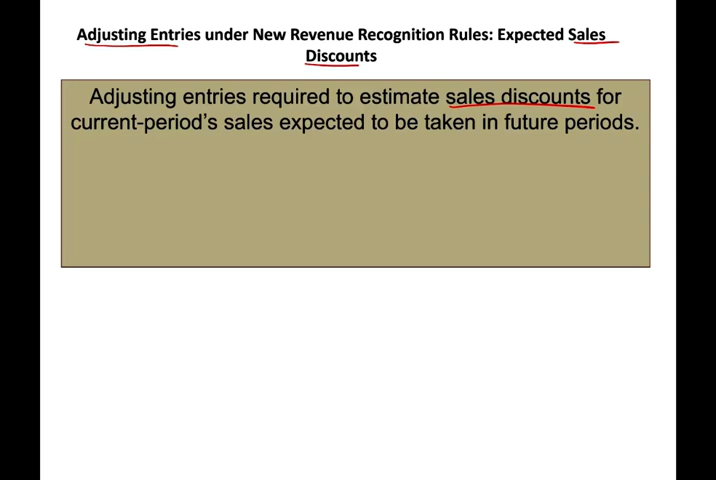 Adjusting Entries under New Revenue Recognition Rules: Expected Sales
Discounts
Adjusting entries required to estimate sales discounts for
current-period’s sales expected to be taken in future periods.